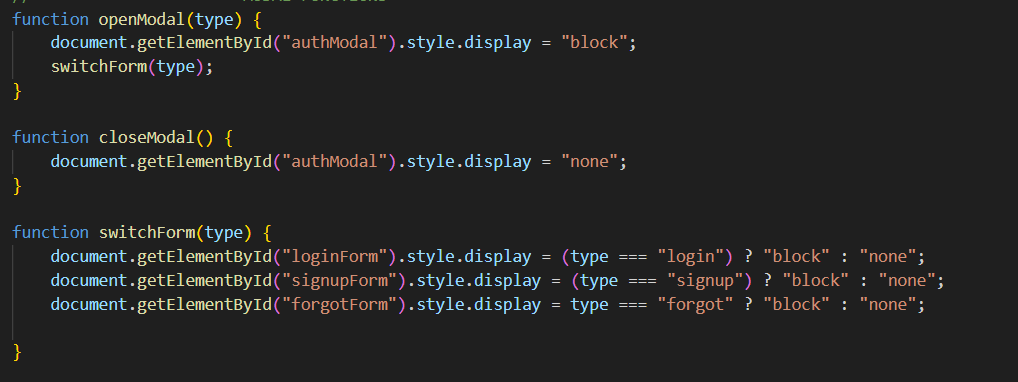 function openModal(type) {
    document.getElementById("authModal").style.display = "block";
    switchForm(type);
}
function closeModal() {
    document.getElementById("authModal").style.display = "none";
}
function switchForm(type) {
    document.getElementById("loginForm").style.display = (type === "login") ? "block" : "none";
    document.getElementById("signupForm").style.display = (type === "signup") ? "block" : "none";
    document.getElementById("forgotForm").style.display = type === "forgot" ? "block" : "none";
}